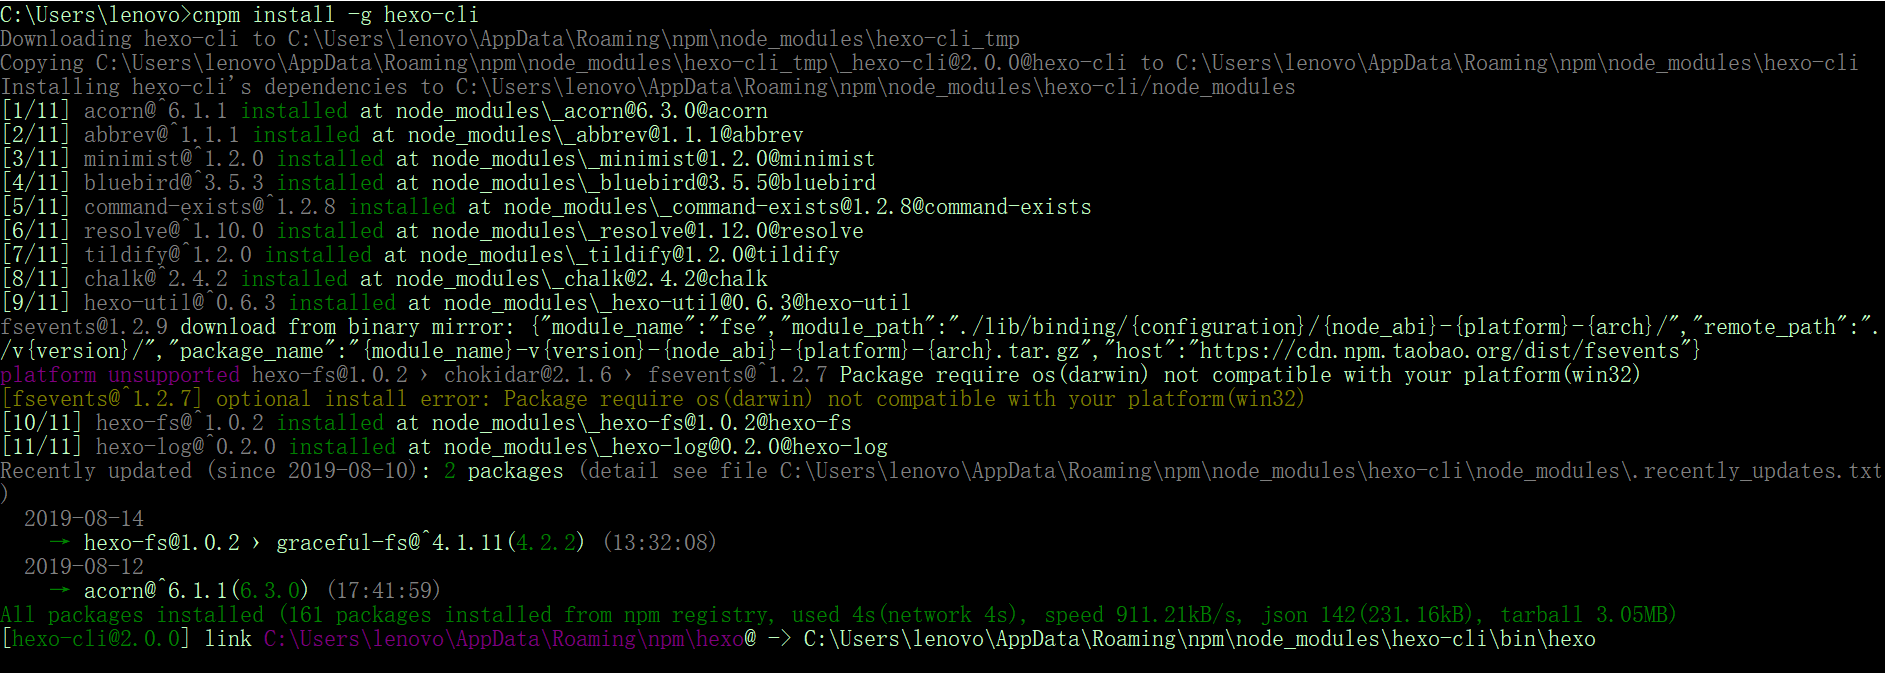 C:\Users\lenovo>cnpm install -g hexo-cli
Downloading hexo-cli to C:\Users\lenovo\AppData\Roaming\npm\node_modules\hexo-cli_tmp
Copying C:\Users\lenovo\AppData\Roaming\npm\node_modules\hexo-cli_tmp\_hexo-cli@2.0.0@hexo-cli to C:\Users\lenovo\AppData\Roaming\npm\node_modules\hexo-cli
Installing hexo-cli's dependencies to C:\Users\lenovo\AppData\Roaming\npm\node_modules\hexo-cli/node_modules
[1/11] acorn@^6.1.1 installed at node_modules\_acorn@6.3.0@acorn
[2/11] abbrev@^1.1.1 installed at node_modules\_abbrev@1.1.1@abbrev
[3/11] minimist@^1.2.0 installed at node_modules\_minimist@1.2.0@minimist
[4/11] bluebird@^3.5.3 installed at node_modules\_bluebird@3.5.5@bluebird
[5/11] command-exists@^1.2.8 installed at node_modules\_command-exists@1.2.8@command-exists
[6/11] resolve@^1.10.0 installed at node_modules\_resolve@1.12.0@resolve
[7/11] tildify@^1.2.0 installed at node_modules\_tildify@1.2.0@tildify
[8/11] chalk@^2.4.2 installed at node_modules\_chalk@2.4.2@chalk
[9/11] hexo-util@^0.6.3 installed at node_modules\_hexo-util@0.6.3@hexo-util
fsevents@1.2.9 download from binary mirror: {"module_name":"fse","module_path":"./lib/binding/{configuration}/{node_abi}-{platform}-{arch}/","remote_path":".
/v{version}/","package_name":"{module_name}-v{version}-{node_abi}-{platform}-{arch}.tar.gz","host":"https://cdn.npm.taobao.org/dist/fsevents"}
platform unsupported hexo-fs@1.0.2 › chokidar@2.1.6 › fsevents@^1.2.7 Package require os(darwin) not compatible with your platform(win32)
[fsevents@^1.2.7] optional install error: Package require os(darwin) not compatible with your platform(win32)
[10/11] hexo-fs@^1.0.2 installed at node_modules\_hexo-fs@1.0.2@hexo-fs
[11/11] hexo-log@^0.2.0 installed at node_modules\_hexo-log@0.2.0@hexo-log
Recently updated (since 2019-08-10): 2 packages (detail see file C:\Users\lenovo\AppData\Roaming\npm\node_modules\hexo-cli\node_modules\.recently_updates.txt
)
2019-08-14
→ hexo-fs@1.0.2 › graceful-fs@^4.1.11(4.2.2) (13:32:08)
2019-08-12
→ acorn@^6.1.1(6.3.0) (17:41:59)
All packages installed (161 packages installed from npm registry, used 4s(network 4s), speed 911.21kB/s, json 142(231.16kB), tarball 3.05MB)
[hexo-cli@2.0.0] link C:\Users\lenovo\AppData\Roaming\npm\hexo@ -> C:\Users\lenovo\AppData\Roaming\npm\node_modules\hexo-cli\bin\hexo